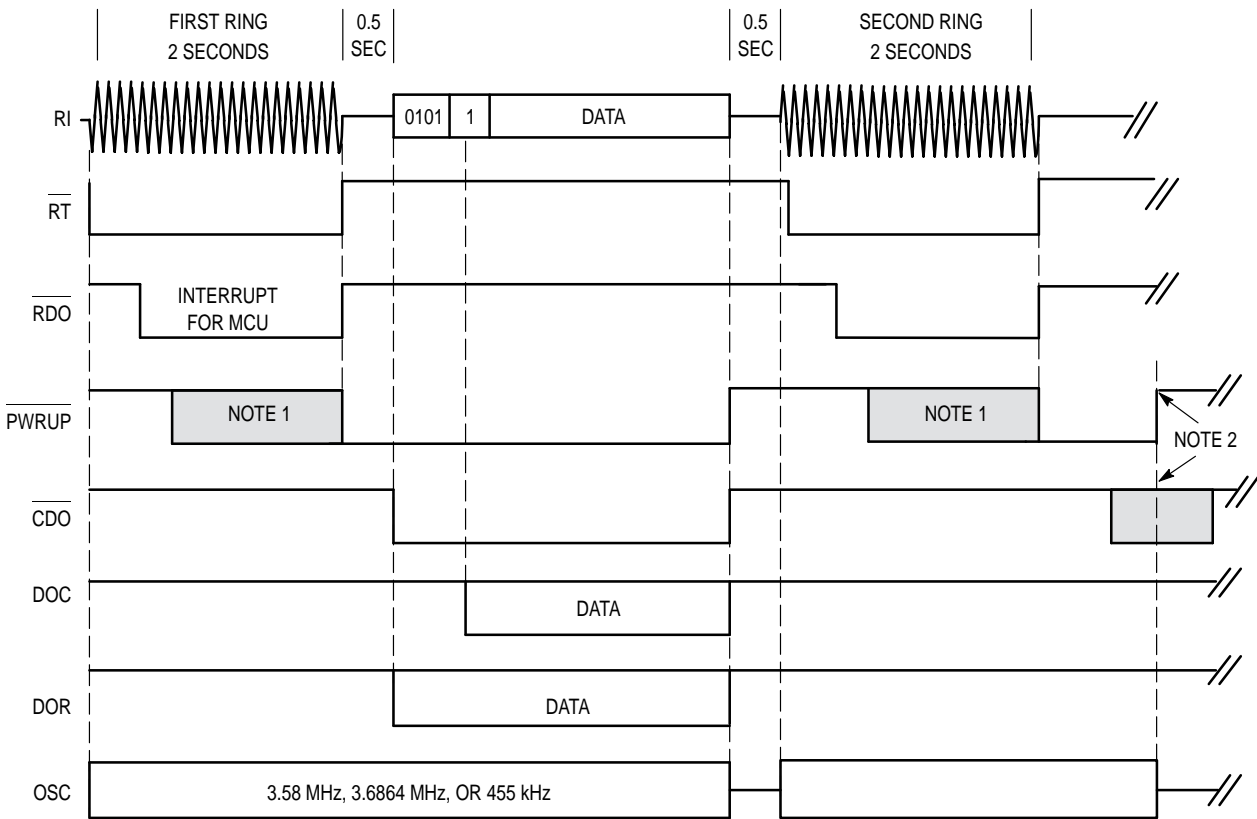 FIRST RING
2 SECONDS
0.5
SEC
0.5
SEC
SECOND RING
2 SECONDS
RI
0101
1
DATA
RT
RDO
INTERRUPT
FOR MCU
PWRUP
NOTE 1
NOTE 1
NOTE 2
CDO
DOC
DATA
DOR
DATA
OSC
3.58 MHz, 3.6864 MHz, OR 455 kHz